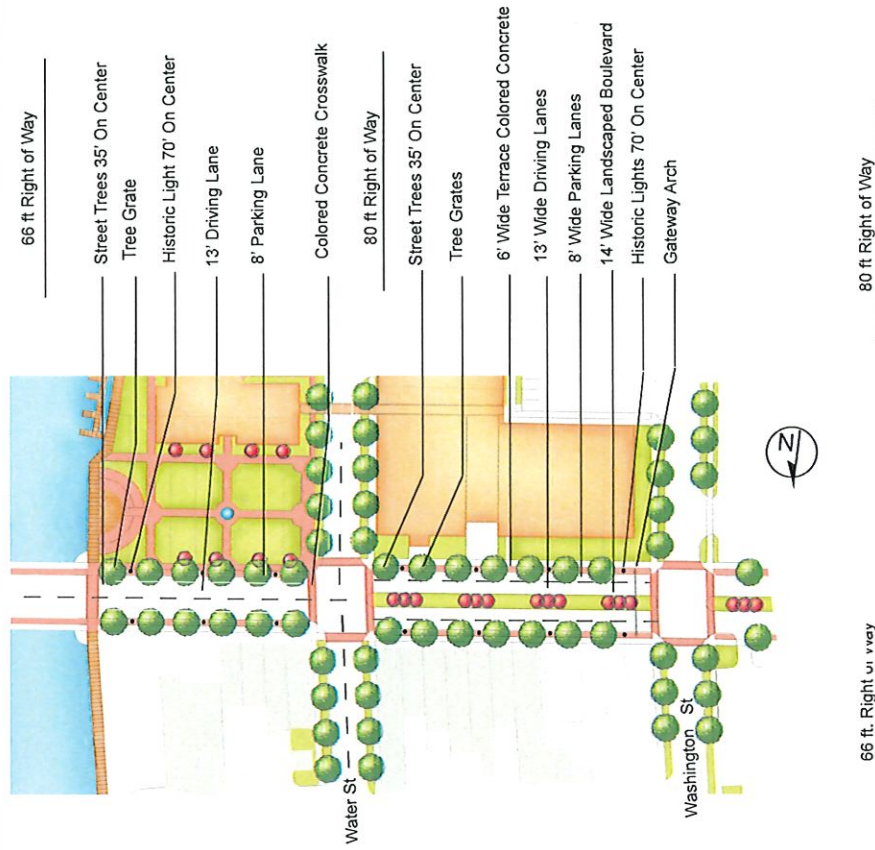 66 ft Right of Way
Street Trees 35' On Center
Tree Grate
Historic Light 70' On Center
13' Driving Lane
8' Parking Lane
Colored Concrete Crosswalk
80 ft Right of Way
Street Trees 35' On Center
Tree Grates
6' Wide Terrace Colored Concrete
13' Wide Driving Lanes
8' Wide Parking Lanes
14' Wide Landscaped Boulevard
Historic Lights 70' On Center
Gateway Arch
Water St
Washington St
N
66 ft. Right of Way
80 ft Right of Way